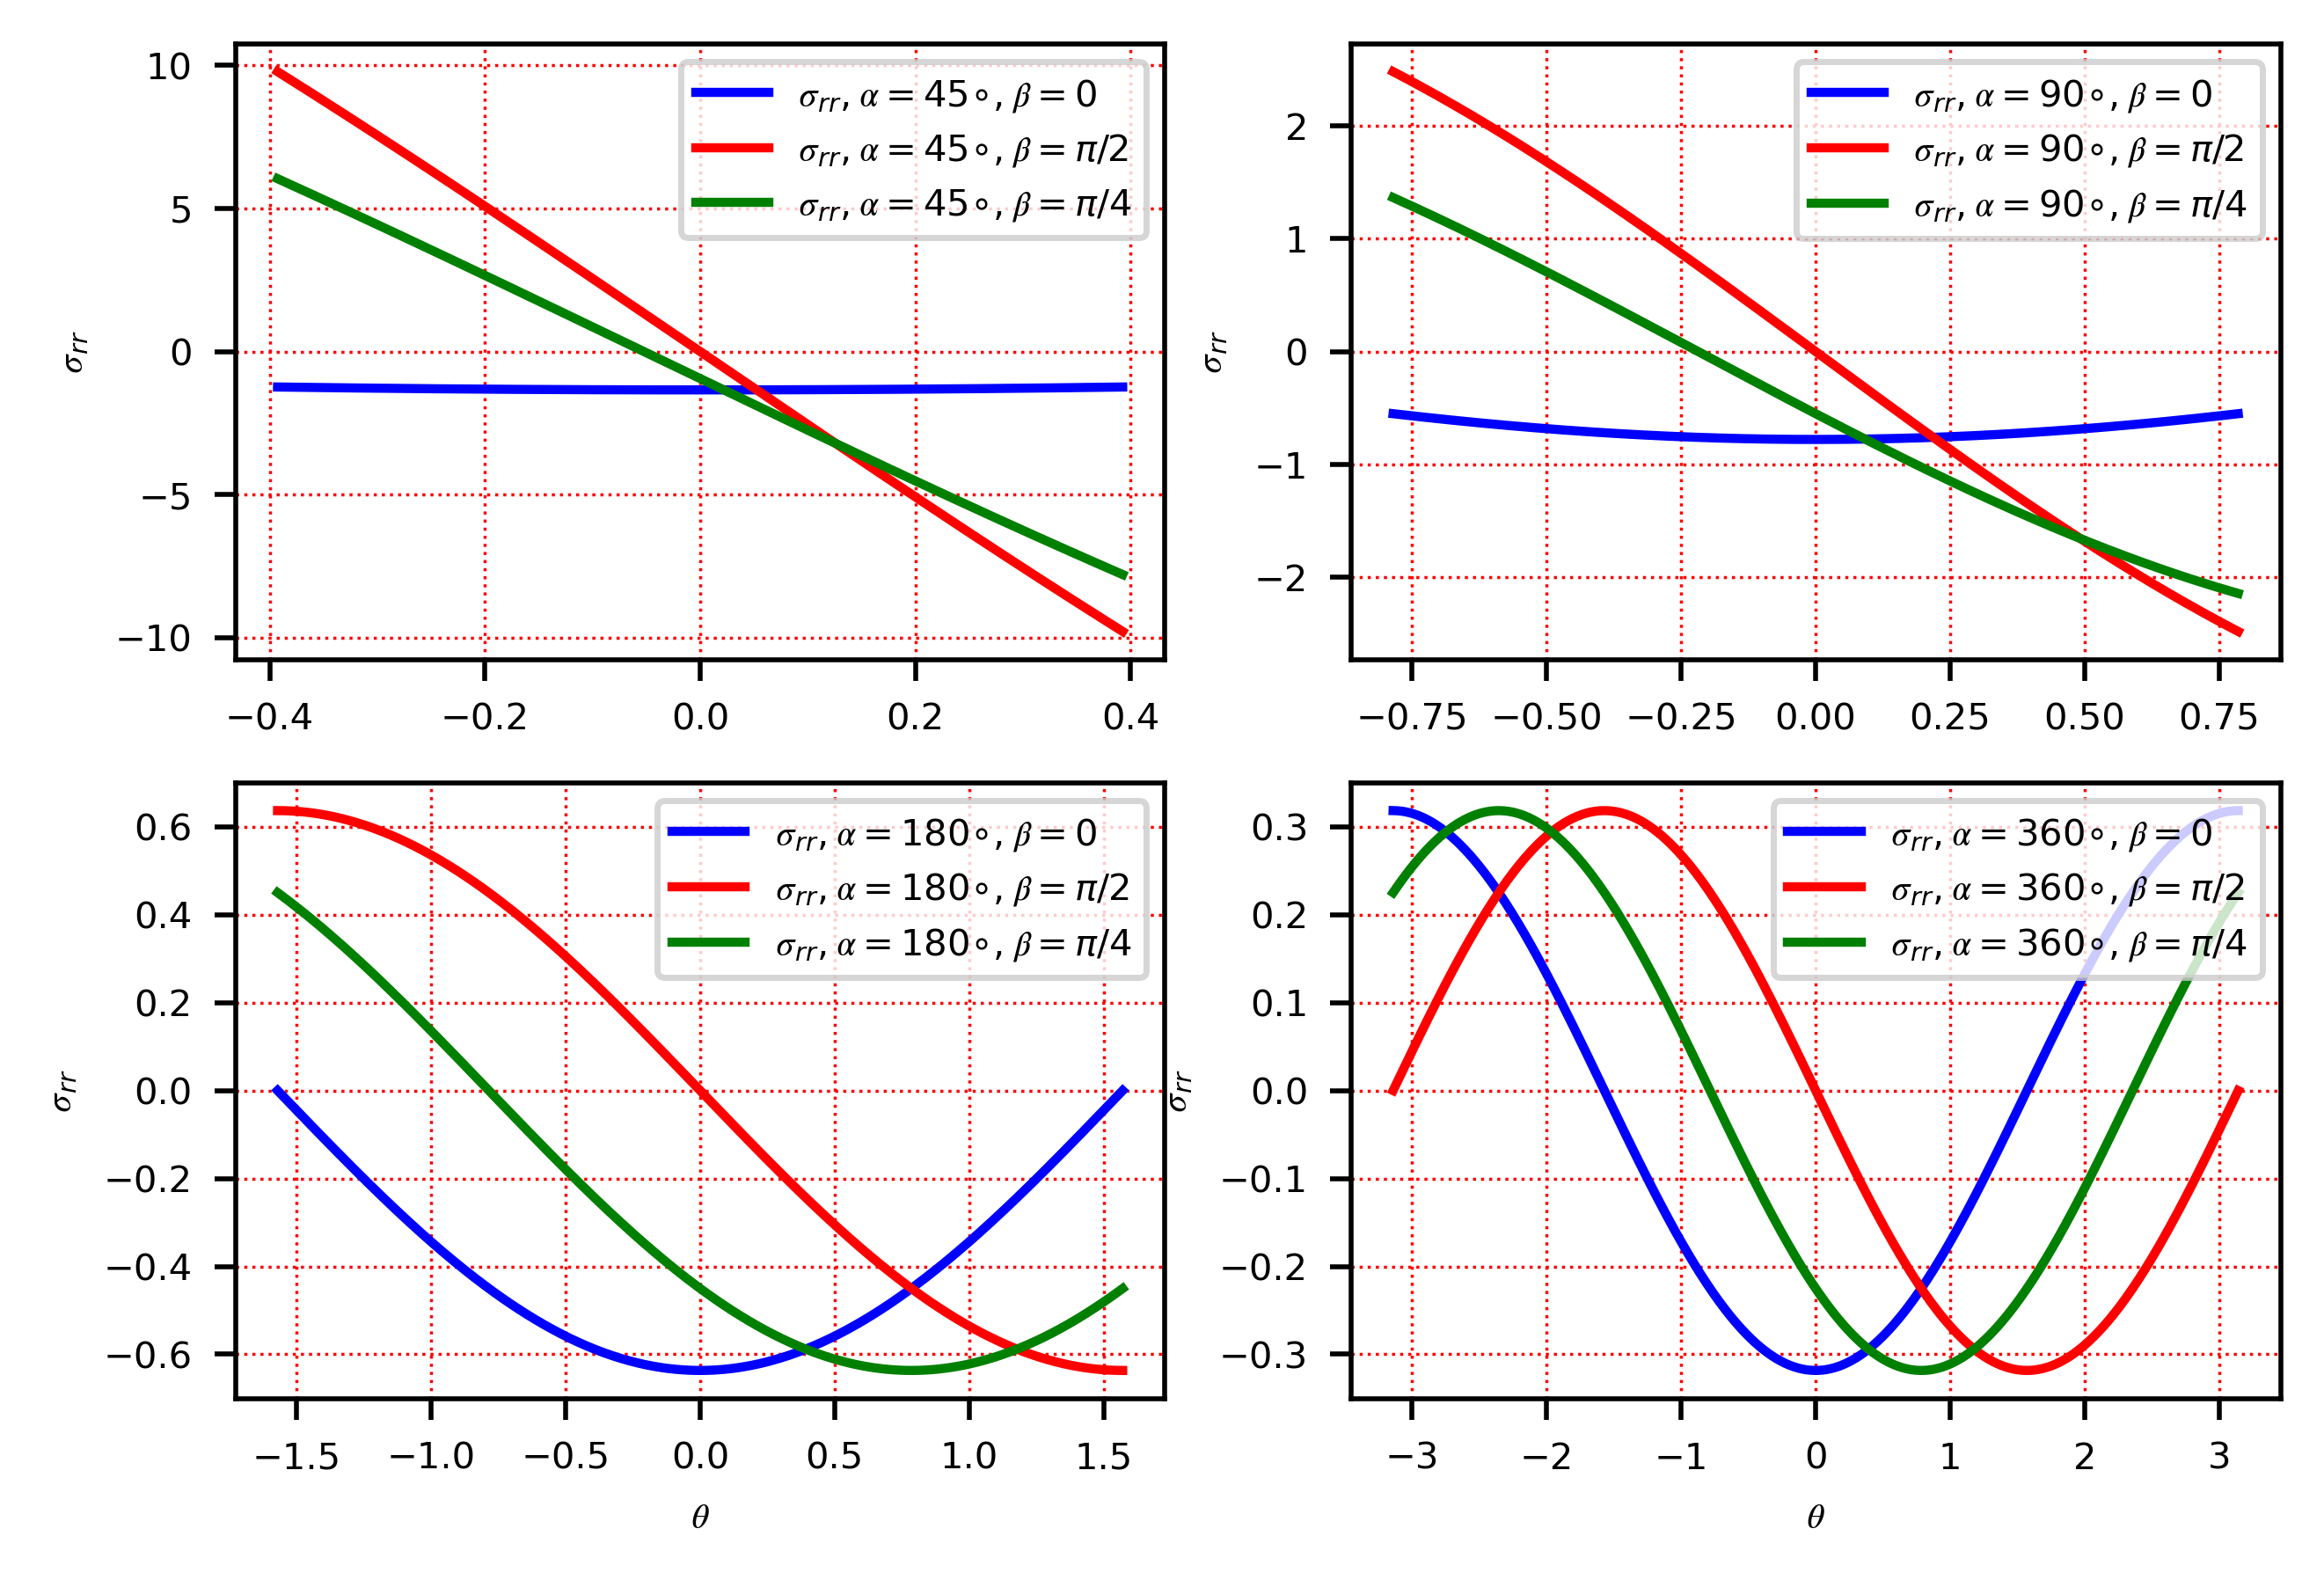 10
5
0
−5
−10
σrr
σrr, α = 45∘, β = 0
σrr, α = 45∘, β = π/2
σrr, α = 45∘, β = π/4
−0.4 −0.2 0.0 0.2 0.4
2
1
0
−1
−2
σrr
σrr, α = 90∘, β = 0
σrr, α = 90∘, β = π/2
σrr, α = 90∘, β = π/4
−0.75 −0.50 −0.25 0.00 0.25 0.50 0.75
0.6
0.4
0.2
0.0
−0.2
−0.4
−0.6
σrr
σrr, α = 180∘, β = 0
σrr, α = 180∘, β = π/2
σrr, α = 180∘, β = π/4
−1.5 −1.0 −0.5 0.0 0.5 1.0 1.5
θ
0.3
0.2
0.1
0.0
−0.1
−0.2
−0.3
σrr
σrr, α = 360∘, β = 0
σrr, α = 360∘, β = π/2
σrr, α = 360∘, β = π/4
−3 −2 −1 0 1 2 3
θ